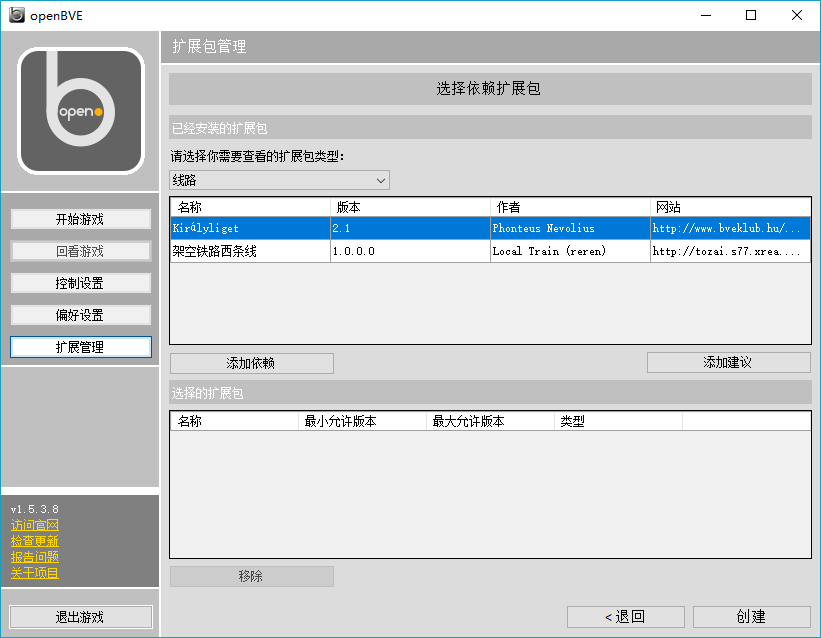 openBVE
open
扩展包管理
选择依赖扩展包
已经安装的扩展包
请选择你需要查看的扩展包类型:
线路
名称 版本 作者 网站
Királyliget 2.1 Phonteus Nevolius http://www.bveklub.hu/...
架空铁路西条线 1.0.0.0 Local Train (reren) http://tozai.s77.xrea....
添加依赖 添加建议
选择的扩展包
名称 最小允许版本 最大允许版本 类型
移除
<退回 创建
开始游戏
回看游戏
控制设置
偏好设置
扩展管理
v1.5.3.8
访问官网
检查更新
报告问题
关于项目
退出游戏